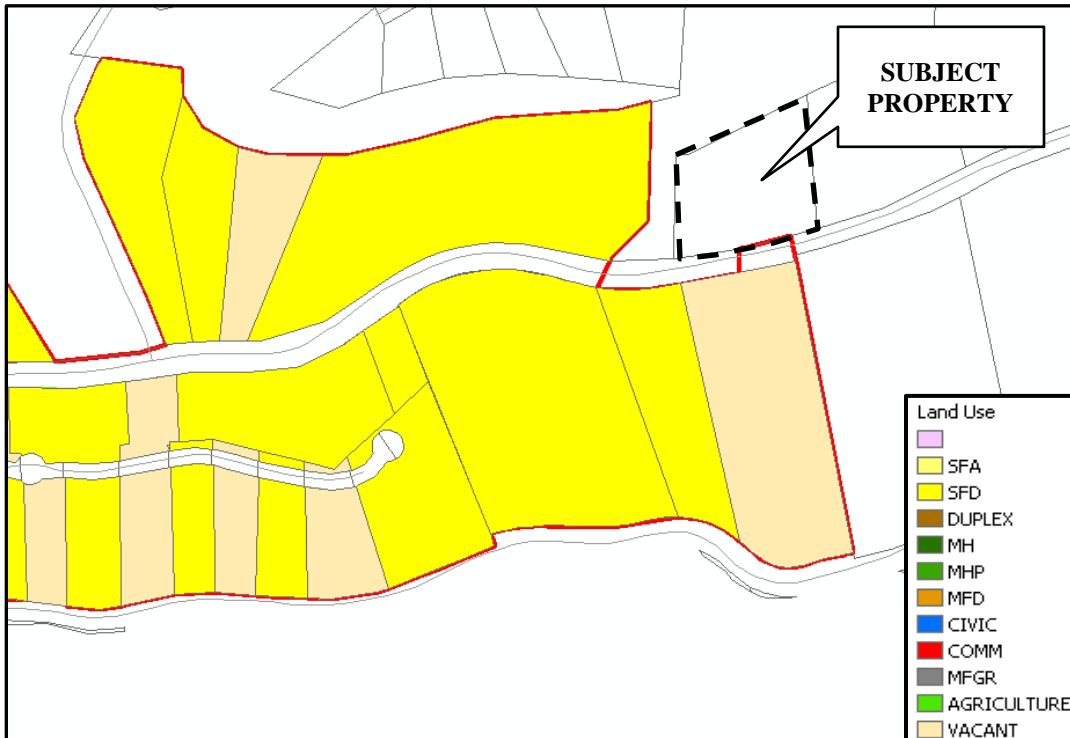 SUBJECT
PROPERTY
Land Use
SFA
SFD
DUPLEX
MH
MHP
MFD
CIVIC
COMM
MFGR
AGRICULTURE
VACANT